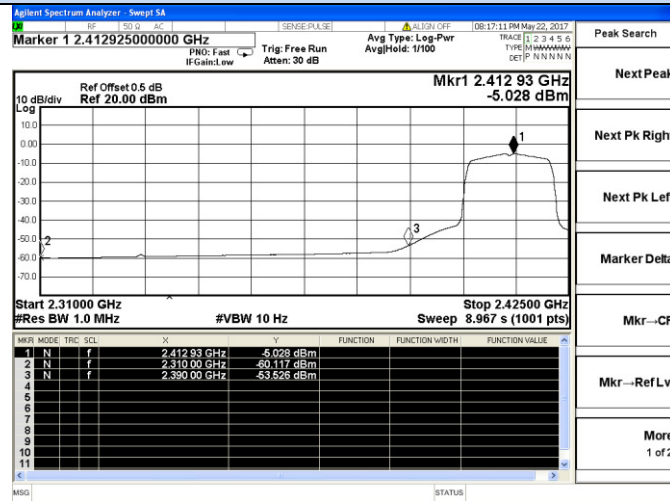 Agilent Spectrum Analyzer - Swept SA
RF 50 Ω AC SENSE:PULSE ALIGN OFF 08:17:11 PM May 22, 2017
Marker 1 2.412925000000 GHz
PNO: Fast
IFGain:Low
Trig: Free Run
Atten: 30 dB
Avg Type: Log-Pwr
Avg|Hold: 1/100
TRACE 1 2 3 4 5 6
TYPE M
DET P N N N N N
Ref Offset 0.5 dB
10 dB/div Ref 20.00 dBm
Log
Mkr1 2.412 93 GHz
-5.028 dBm
10.0
0.00
-10.0
-20.0
-30.0
-40.0
-50.0
-60.0
-70.0
1
2
3
Start 2.31000 GHz Stop 2.42500 GHz
#Res BW 1.0 MHz #VBW 10 Hz Sweep 8.967 s (1001 pts)
MKR MODE TRC SCL X Y FUNCTION FUNCTION WIDTH FUNCTION VALUE
1 N f 2.412 93 GHz -5.028 dBm
2 N f 2.310 00 GHz -60.117 dBm
3 N f 2.390 00 GHz -53.526 dBm
4
5
6
7
8
9
10
11
MSG STATUS
Peak Search
Next Peak
Next Pk Right
Next Pk Left
Marker Delta
Mkr→CF
Mkr→Ref Lv
More
1 of 2